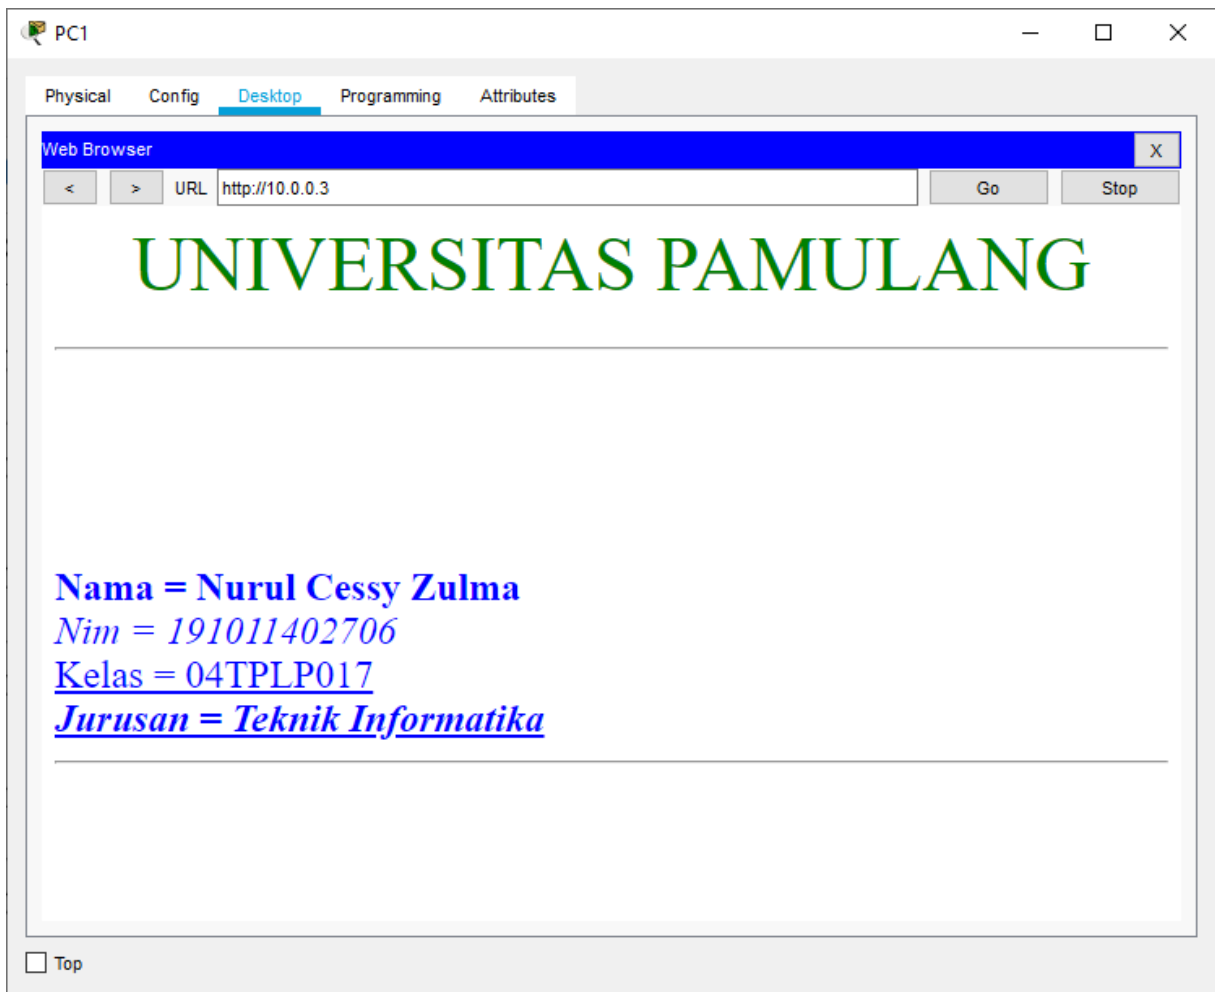 PC1
Physical Config Desktop Programming Attributes
Web Browser X
< > URL http://10.0.0.3 Go Stop
UNIVERSITAS PAMULANG
Nama = Nurul Cessy Zulma
Nim = 191011402706
Kelas = 04TPLP017
Jurusan = Teknik Informatika
Top